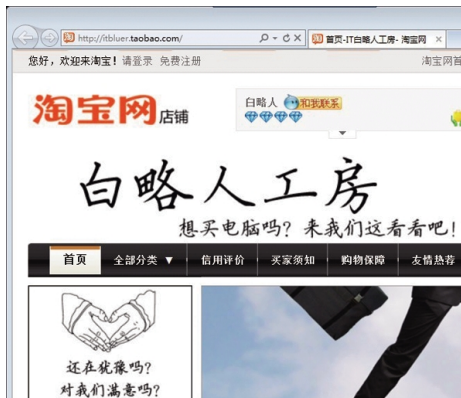 http://itbluer.taobao.com/
首页-IT白略人工房- 淘宝网
您好，欢迎来淘宝！请登录 免费注册
淘宝网首
淘宝网店铺
白略人 和我联系
白略人工房
想买电脑吗？来我们这看看吧！
首页 全部分类 ▼ 信用评价 买家须知 购物保障 友情热荐
还在犹豫吗？
对我们满意吗？